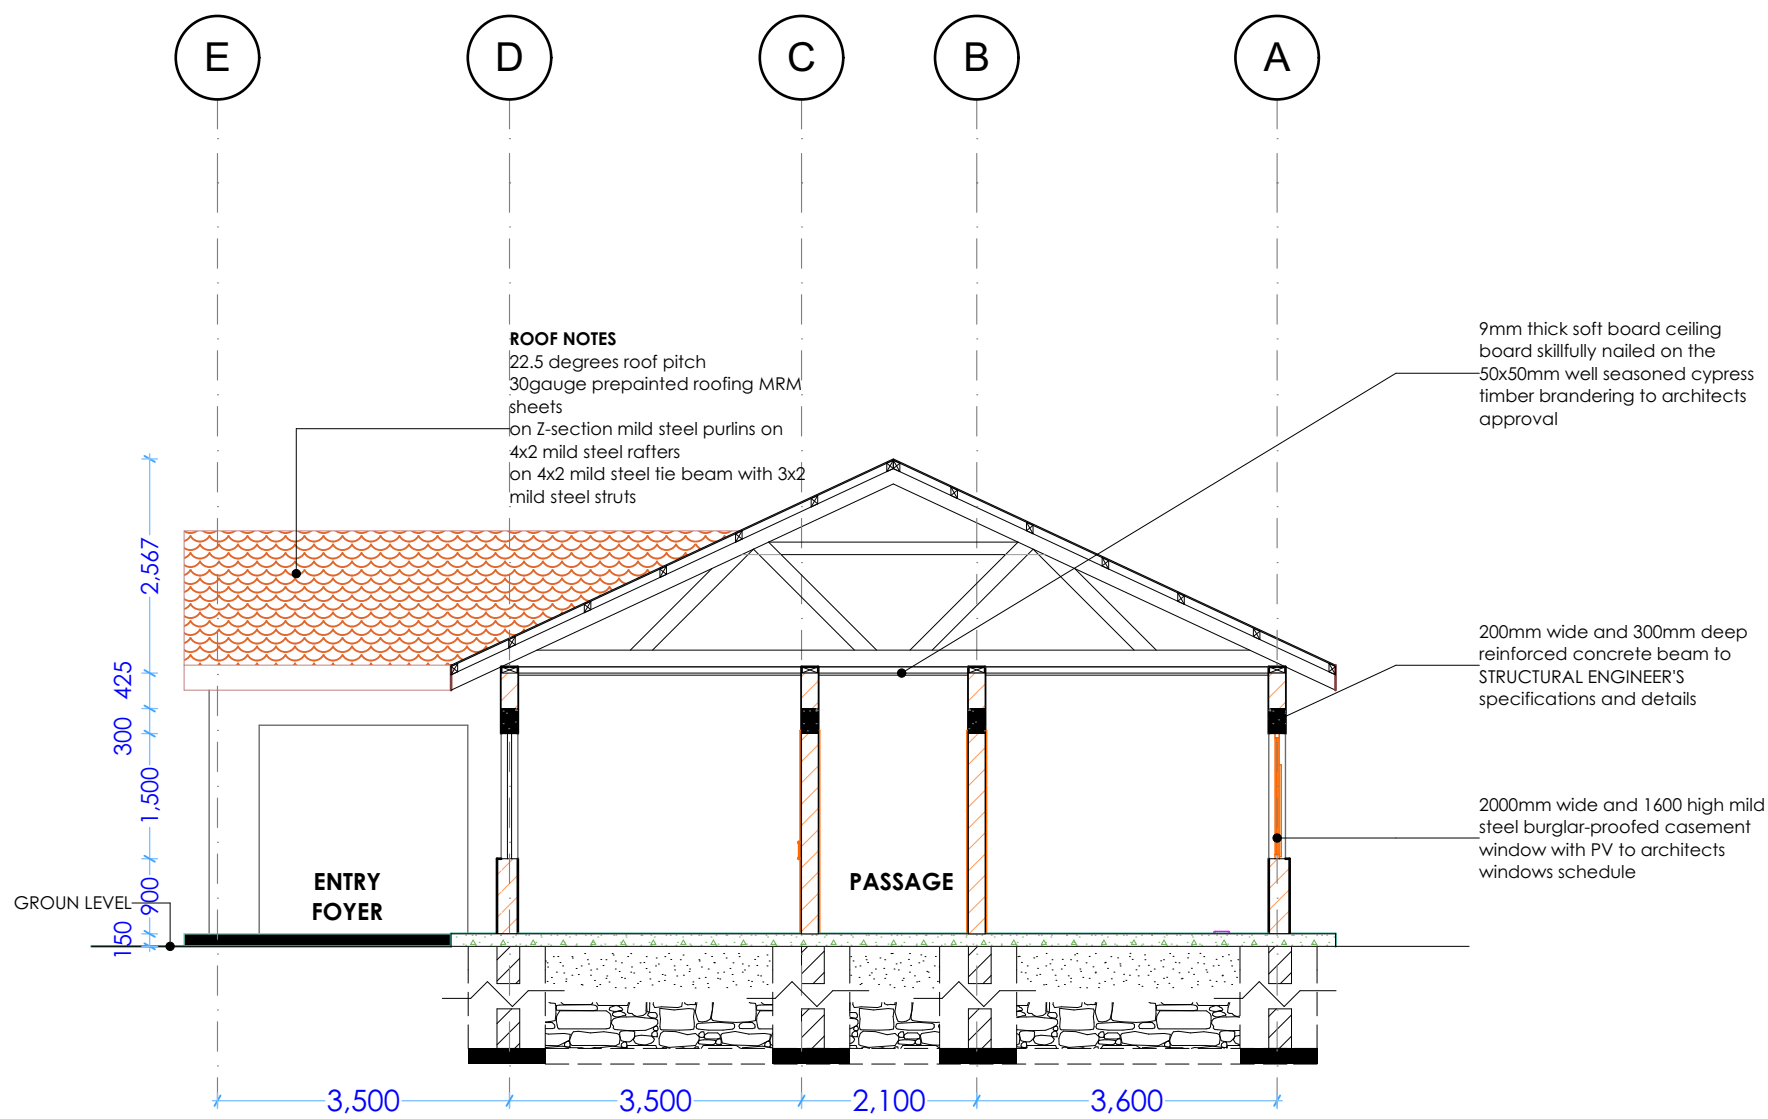 E
D
C
B
A
ROOF NOTES
22.5 degrees roof pitch
30gauge prepainted roofing MRM
sheets
on Z-section mild steel purlins on
4x2 mild steel rafters
on 4x2 mild steel tie beam with 3x2
mild steel struts
9mm thick soft board ceiling
board skillfully nailed on the
50x50mm well seasoned cypress
timber brandering to architects
approval
200mm wide and 300mm deep
reinforced concrete beam to
STRUCTURAL ENGINEER'S
specifications and details
2000mm wide and 1600 high mild
steel burglar-proofed casement
window with PV to architects
windows schedule
2,567
425
300
1,500
900
150
GROUN LEVEL
ENTRY
FOYER
PASSAGE
3,500
3,500
2,100
3,600